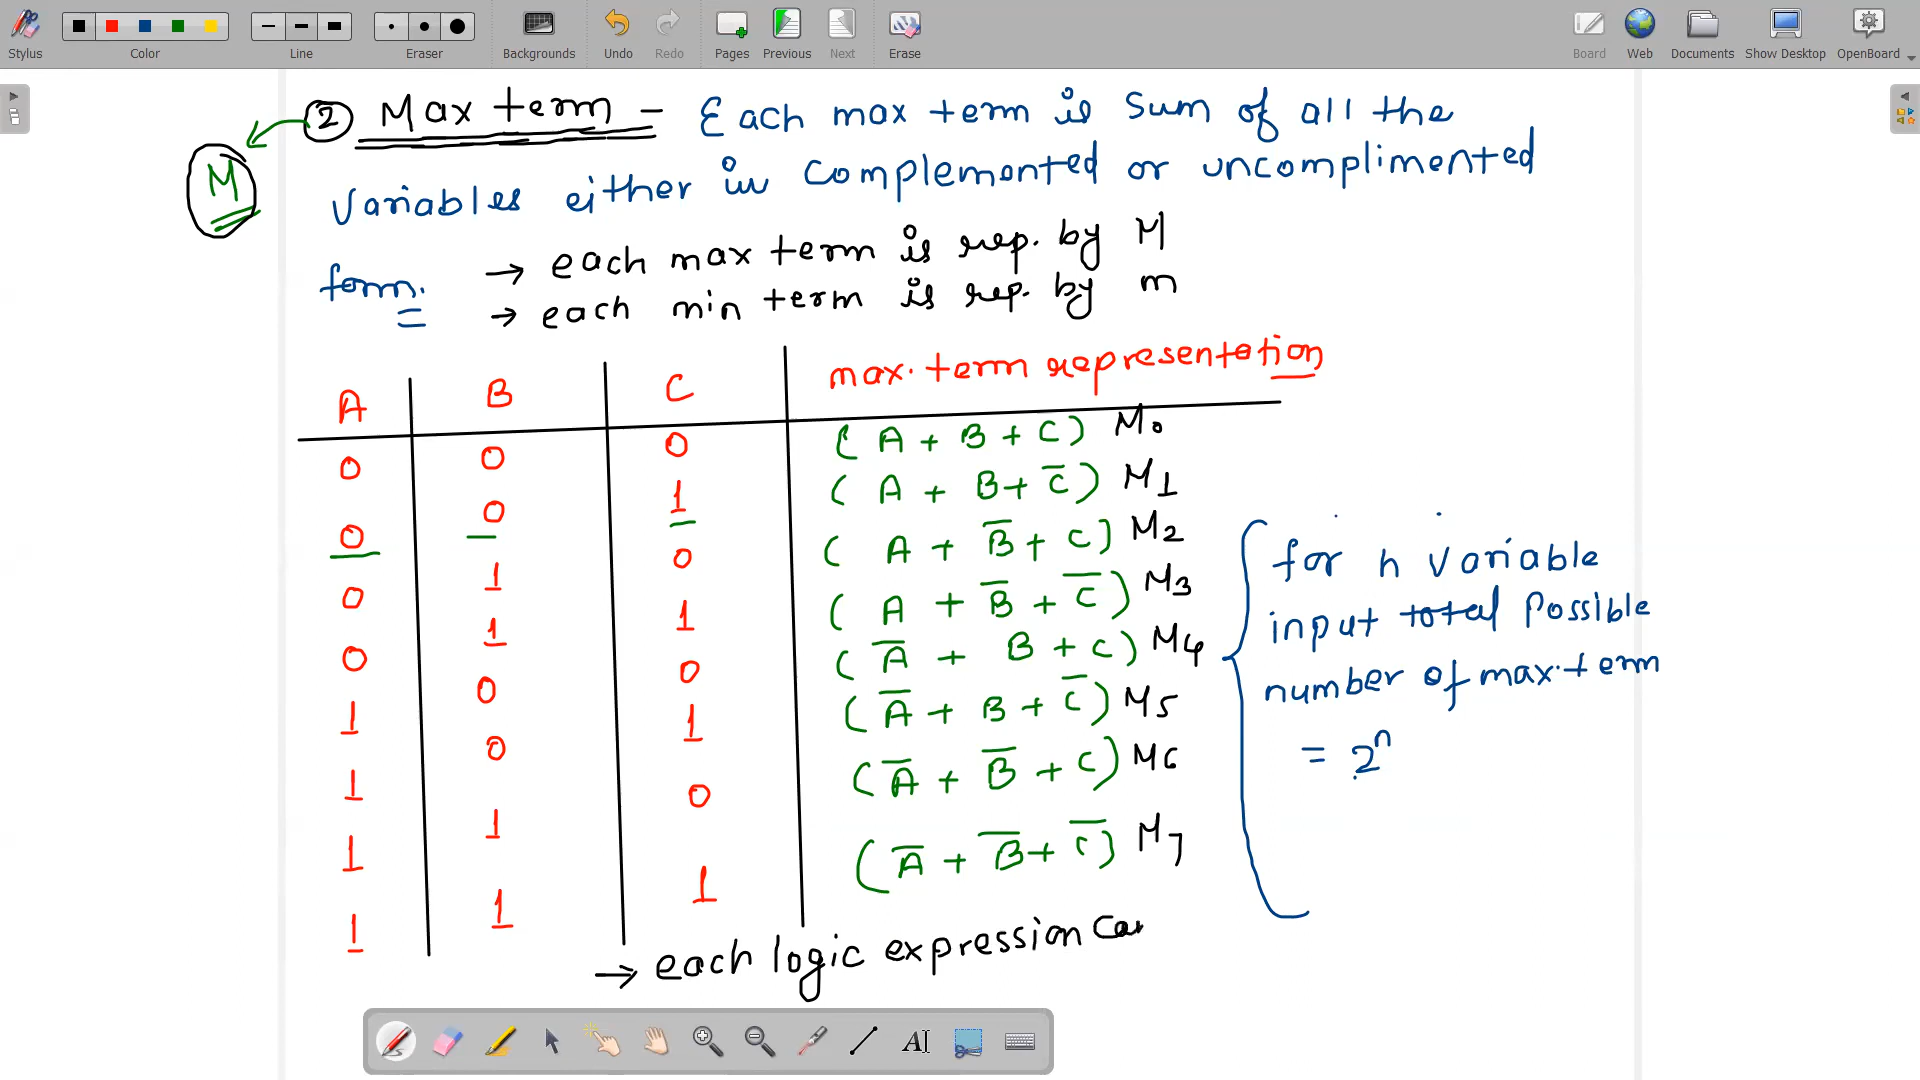 Stylus Color Line Eraser Backgrounds Undo Redo Pages Previous Next Erase Board Web Documents Show Desktop OpenBoard
② Max term – Each max term is sum of all the
M
variables either in complemented or uncomplimented
form.
→ each max term is rep. by M
→ each min term is rep. by m
A B C max. term representation
0 0 0 (A + B + C) M0
0 0 1 (A + B + C̅) M1
0 1 0 (A + B̅ + C) M2
0 1 1 (A + B̅ + C̅) M3
1 0 0 (A̅ + B + C) M4
1 0 1 (A̅ + B + C̅) M5
1 1 0 (A̅ + B̅ + C) M6
1 1 1 (A̅ + B̅ + C̅) M7
for n variable
input total possible
number of max.term
= 2ⁿ
→ each logic expression can